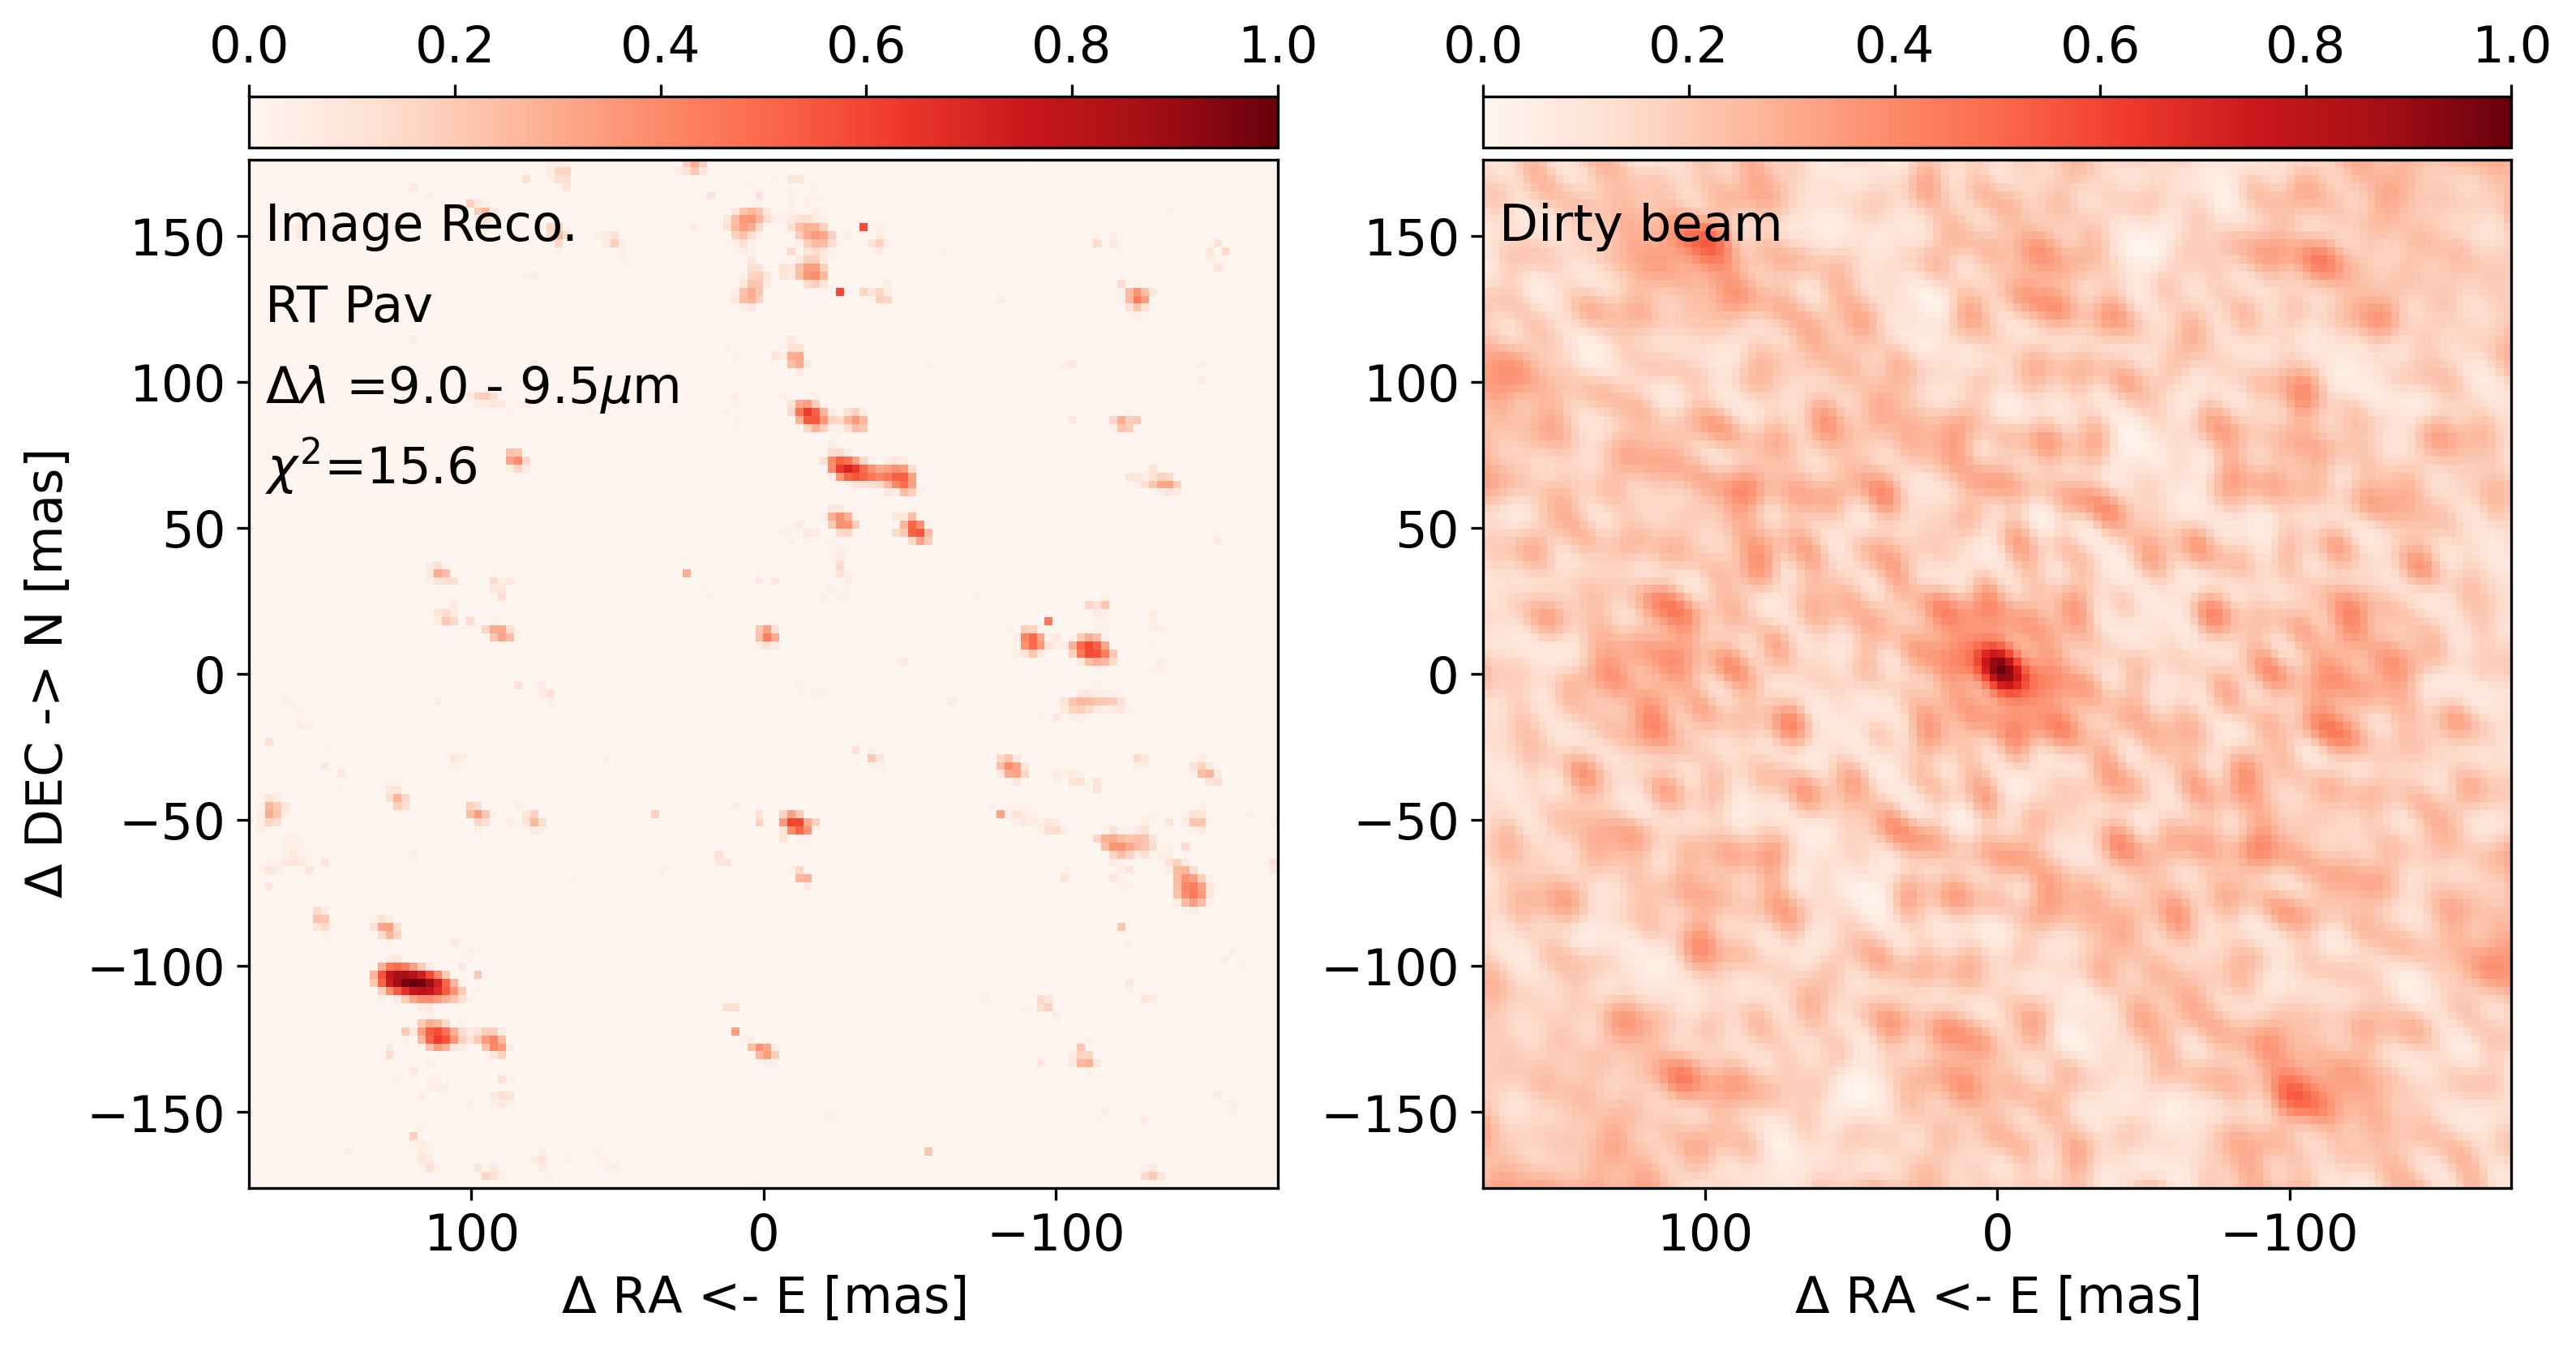 0.0 0.2 0.4 0.6 0.8 1.0
0.0 0.2 0.4 0.6 0.8 1.0
Image Reco.
RT Pav
Δλ =9.0 - 9.5μm
χ²=15.6
150
100
50
0
−50
−100
−150
Δ DEC -> N [mas]
100 0 −100
Δ RA <- E [mas]
Dirty beam
150
100
50
0
−50
−100
−150
100 0 −100
Δ RA <- E [mas]